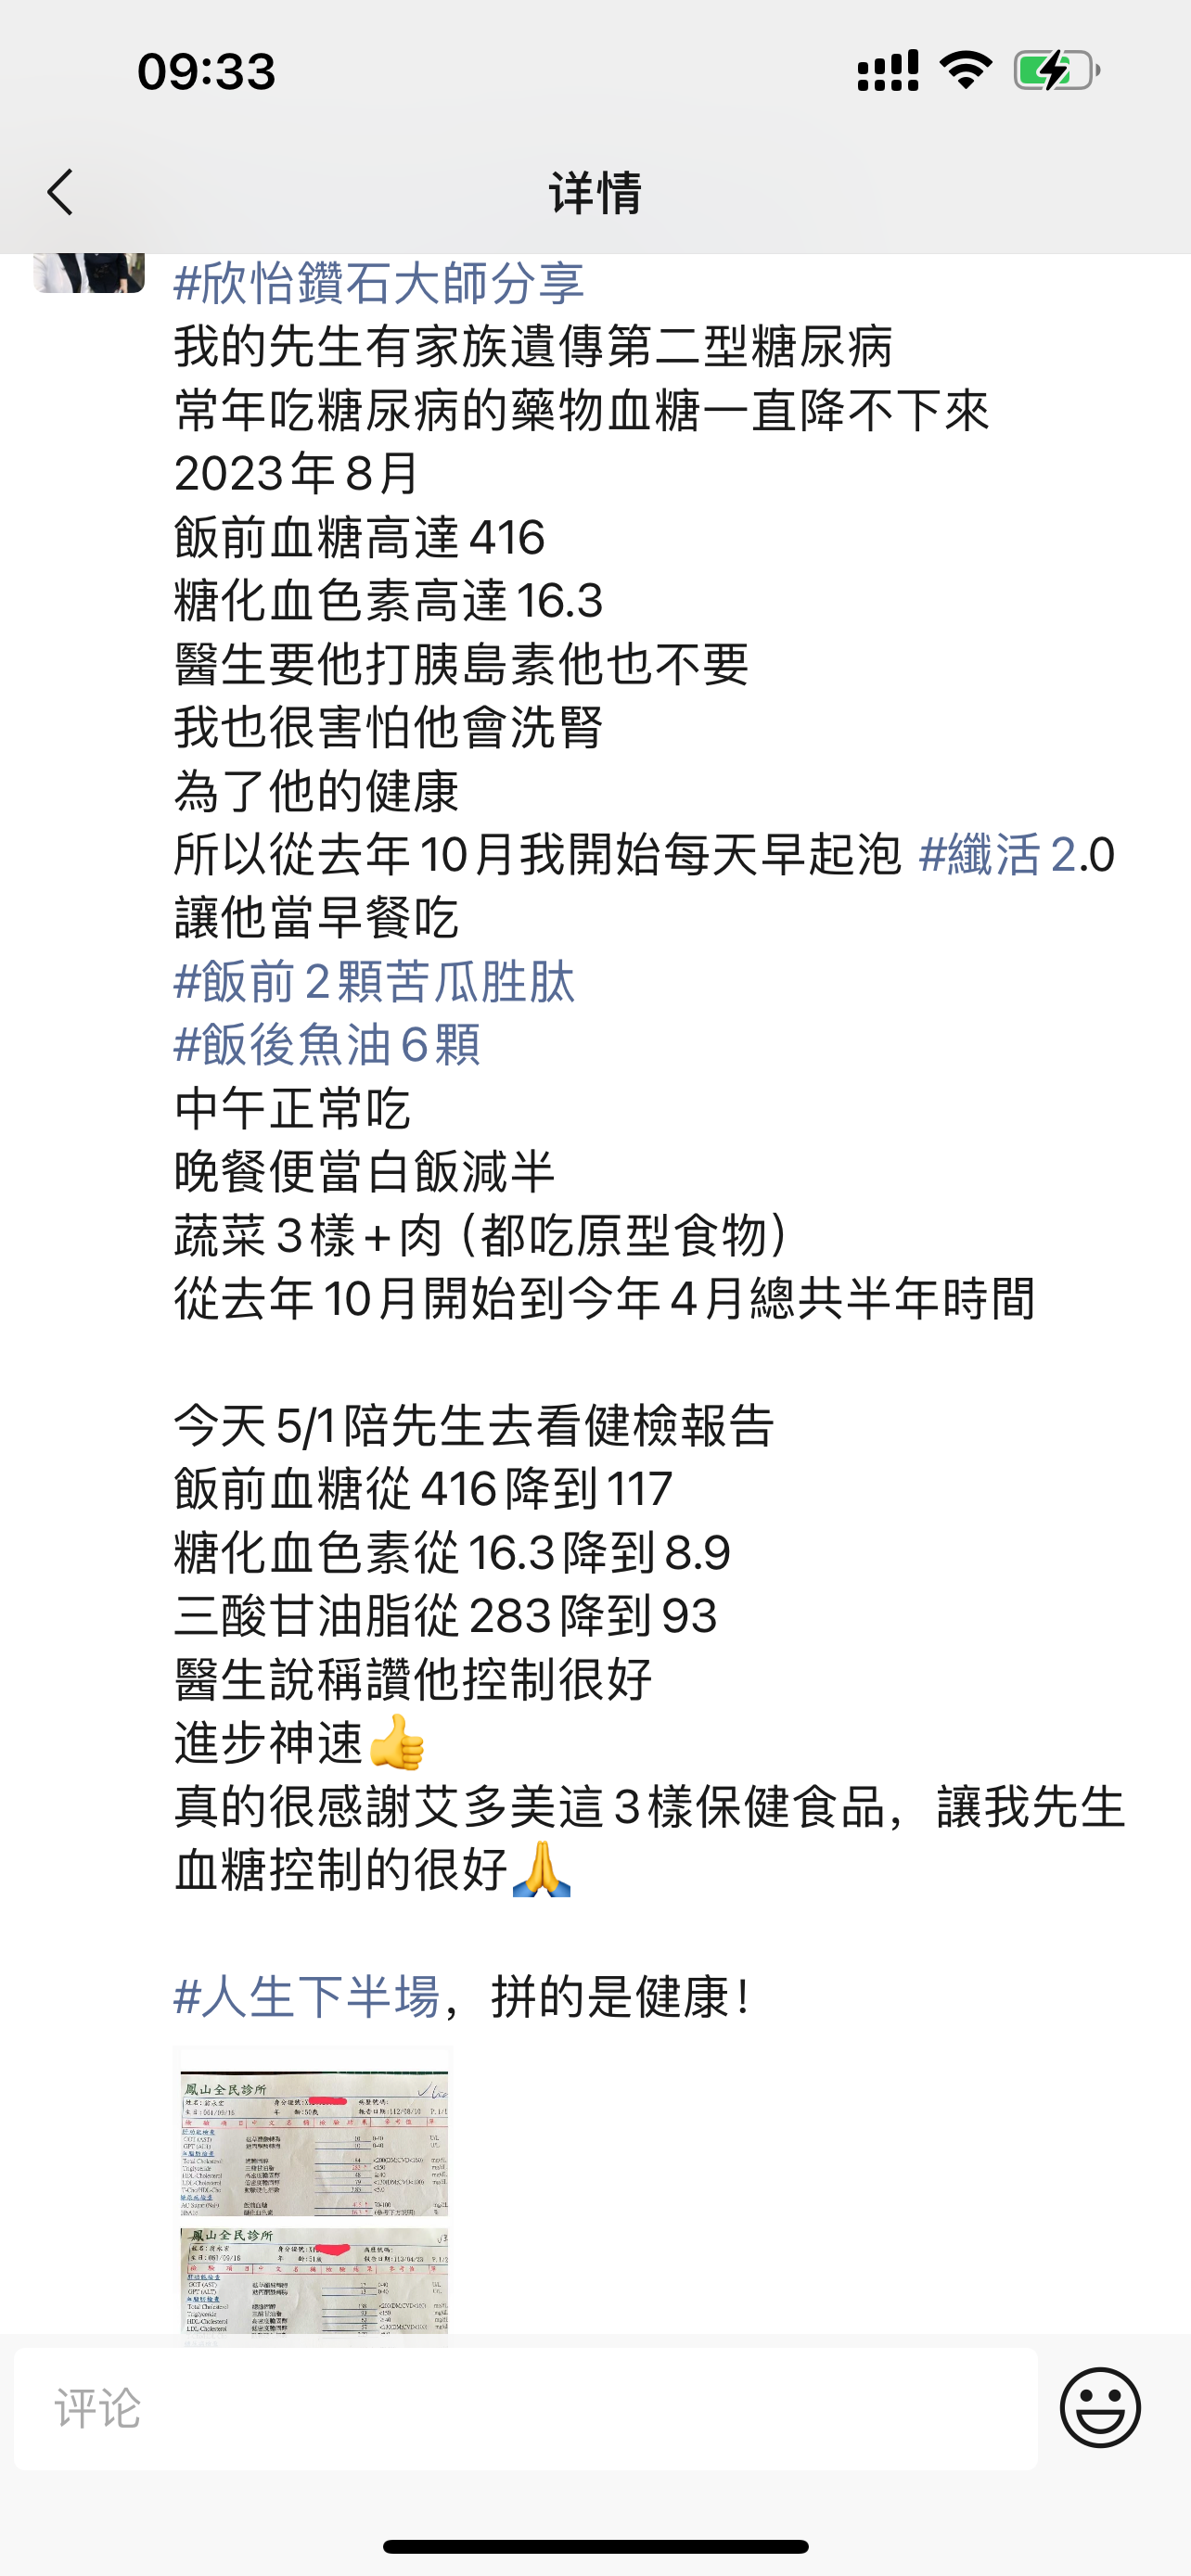 09:33
详情
#欣怡鑽石大師分享
我的先生有家族遺傳第二型糖尿病
常年吃糖尿病的藥物血糖一直降不下來
2023年8月
飯前血糖高達416
糖化血色素高達16.3
醫生要他打胰島素他也不要
我也很害怕他會洗腎
為了他的健康
所以從去年10月我開始每天早起泡 #纖活2.0
讓他當早餐吃
#飯前2顆苦瓜胜肽
#飯後魚油6顆
中午正常吃
晚餐便當白飯減半
蔬菜3樣+肉（都吃原型食物）
從去年10月開始到今年4月總共半年時間
今天5/1陪先生去看健檢報告
飯前血糖從416降到117
糖化血色素從16.3降到8.9
三酸甘油脂從283降到93
醫生說稱讚他控制很好
進步神速👍
真的很感謝艾多美這3樣保健食品，讓我先生
血糖控制的很好🙏
#人生下半場，拼的是健康！
鳳山全民診所
鳳山全民診所
评论